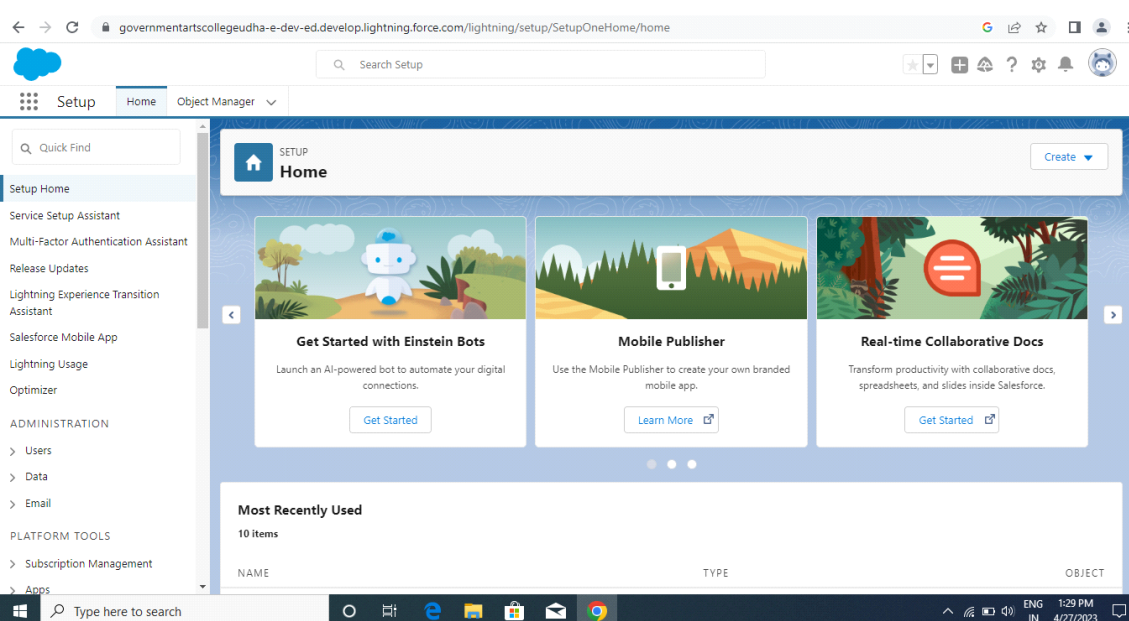 governmentartscollegeudha-e-dev-ed.develop.lightning.force.com/lightning/setup/SetupOneHome/home
Search Setup
Setup
Home
Object Manager
Quick Find
Setup Home
Service Setup Assistant
Multi-Factor Authentication Assistant
Release Updates
Lightning Experience Transition
Assistant
Salesforce Mobile App
Lightning Usage
Optimizer
ADMINISTRATION
Users
Data
Email
PLATFORM TOOLS
Subscription Management
Apps
SETUP
Home
Create
Get Started with Einstein Bots
Launch an AI-powered bot to automate your digital
connections.
Get Started
Mobile Publisher
Use the Mobile Publisher to create your own branded
mobile app.
Learn More
Real-time Collaborative Docs
Transform productivity with collaborative docs,
spreadsheets, and slides inside Salesforce.
Get Started
Most Recently Used
10 items
NAME TYPE OBJECT
Type here to search
ENG
IN
1:29 PM
4/27/2023